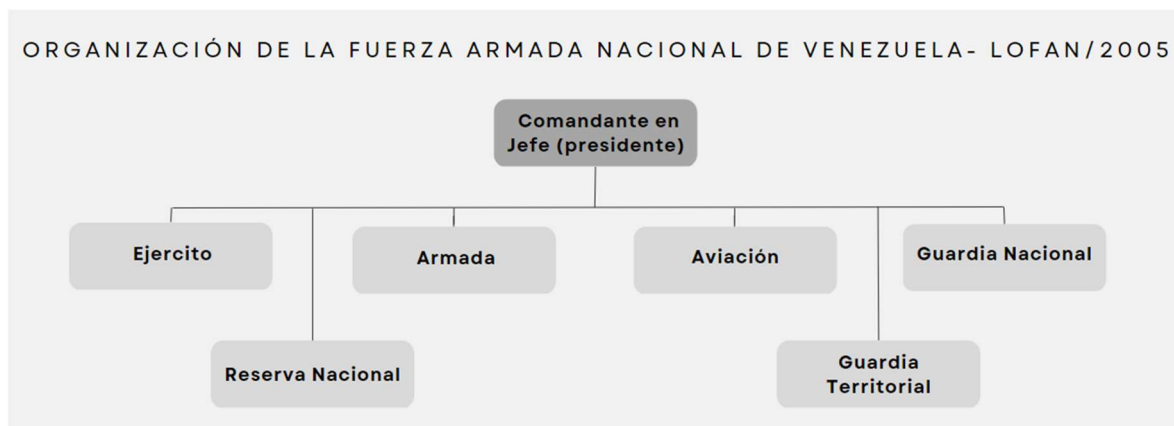 ORGANIZACIÓN DE LA FUERZA ARMADA NACIONAL DE VENEZUELA- LOFAN/2005
Comandante en
Jefe (presidente)
Ejercito
Armada
Aviación
Guardia Nacional
Reserva Nacional
Guardia
Territorial